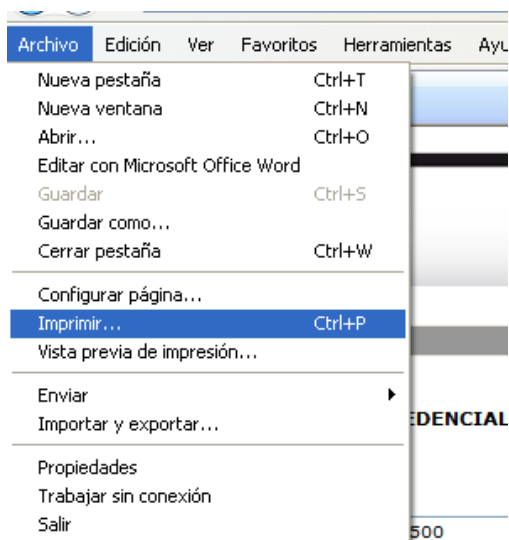 Archivo Edición Ver Favoritos Herramientas Ayu
Nueva pestaña Ctrl+T
Nueva ventana Ctrl+N
Abrir... Ctrl+O
Editar con Microsoft Office Word
Guardar Ctrl+S
Guardar como...
Cerrar pestaña Ctrl+W
Configurar página...
Imprimir... Ctrl+P
Vista previa de impresión...
Enviar
Importar y exportar...
EDENCIAL
Propiedades
Trabajar sin conexión
Salir
500